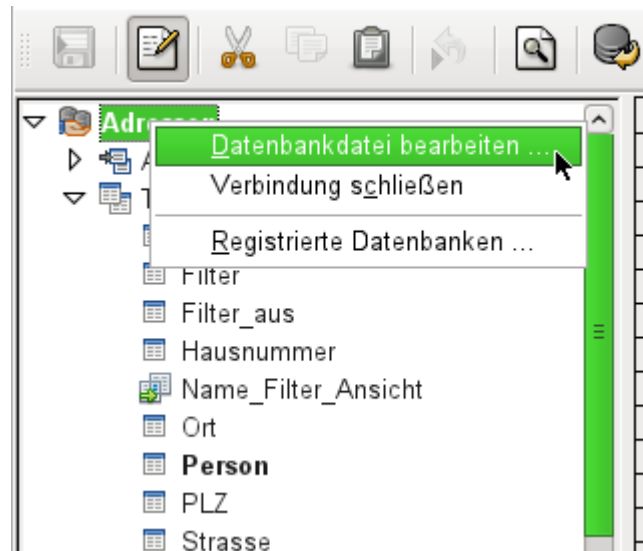 Adressen
Datenbankdatei bearbeiten ...
Verbindung schließen
Registrierte Datenbanken ...
Filter
Filter_aus
Hausnummer
Name_Filter_Ansicht
Ort
Person
PLZ
Strasse